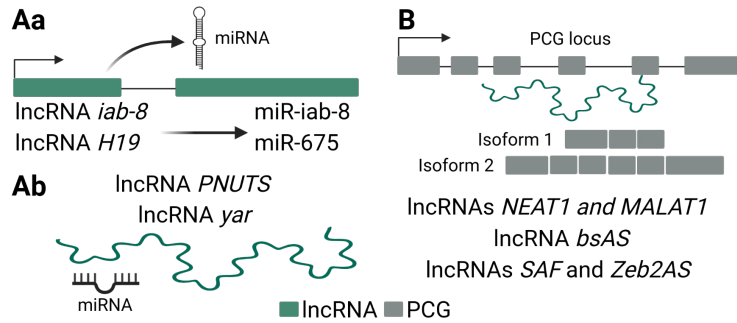 Aa
miRNA
lncRNA iab-8
miR-iab-8
lncRNA H19
miR-675
Ab
lncRNA PNUTS
lncRNA yar
miRNA
B
PCG locus
Isoform 1
Isoform 2
lncRNAs NEAT1 and MALAT1
lncRNA bsAS
lncRNAs SAF and Zeb2AS
lncRNA PCG